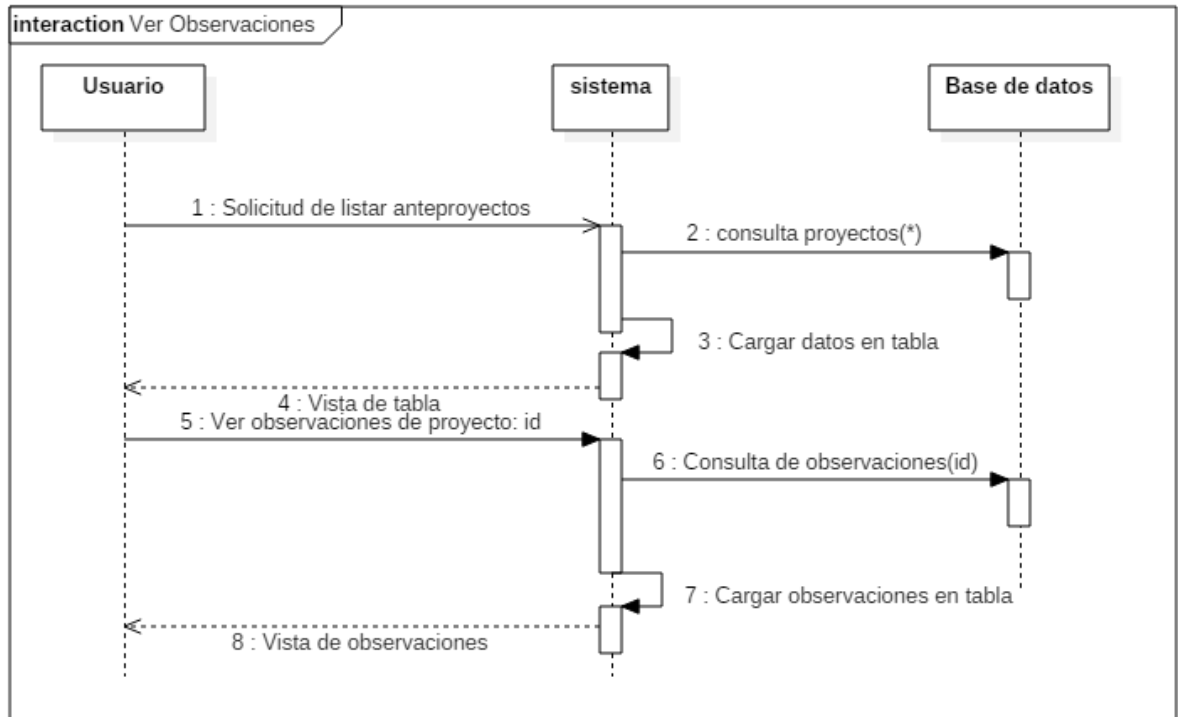 interaction Ver Observaciones
Usuario
sistema
Base de datos
1 : Solicitud de listar anteproyectos
2 : consulta proyectos(*)
3 : Cargar datos en tabla
4 : Vista de tabla
5 : Ver observaciones de proyecto: id
6 : Consulta de observaciones(id)
7 : Cargar observaciones en tabla
8 : Vista de observaciones